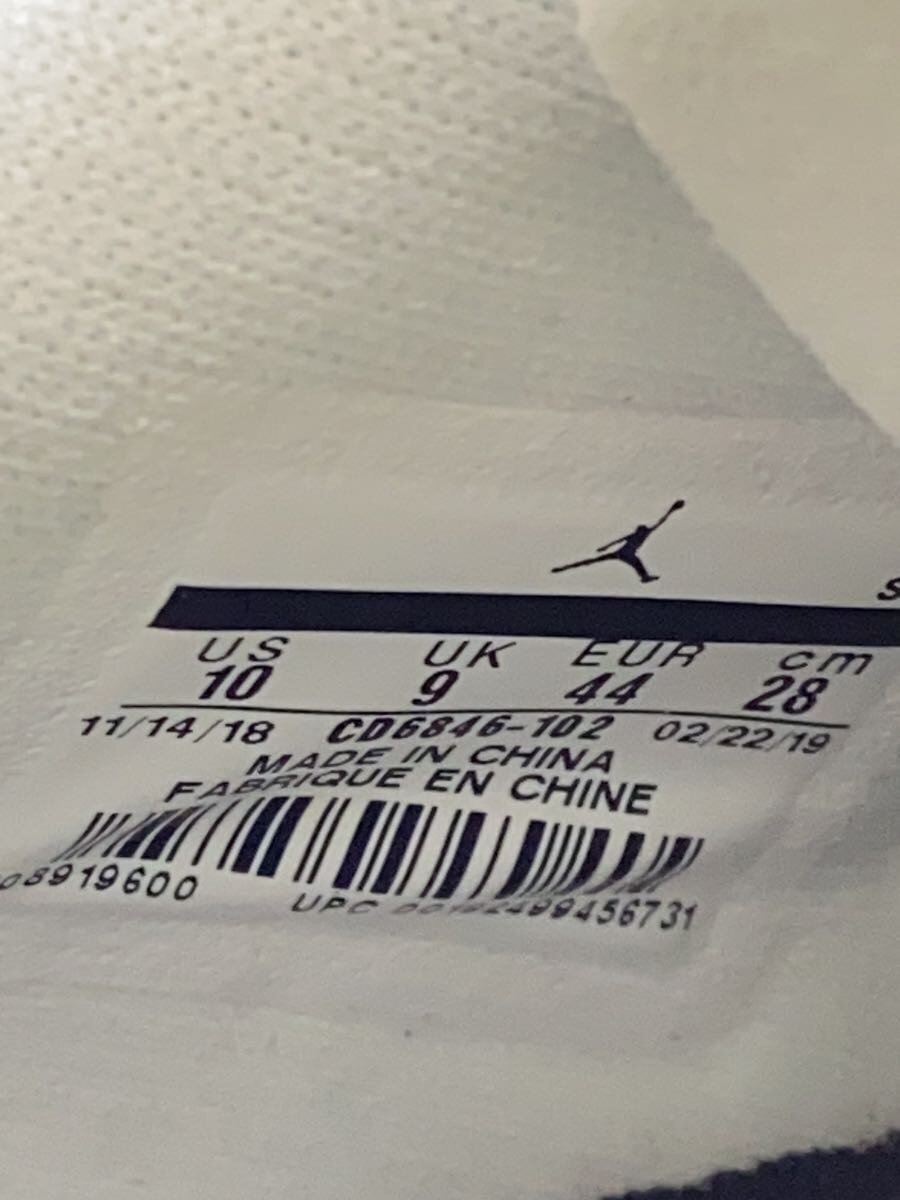 S
US UK EUR cm
10 9 44 28
11/14/18 CD6846-102 02/22/19
MADE IN CHINA
FABRIQUE EN CHINE
08919600 UPC